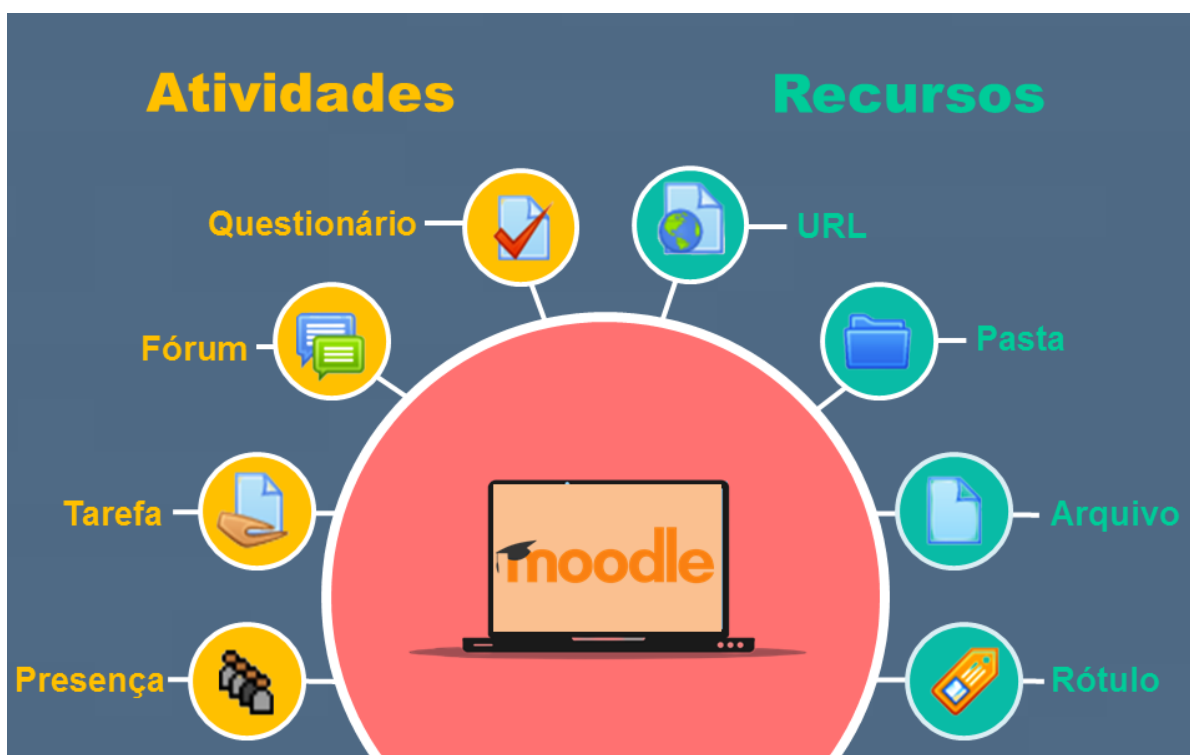 Atividades
Recursos
Questionário
URL
Fórum
Pasta
Tarefa
Arquivo
moodle
Presença
Rótulo